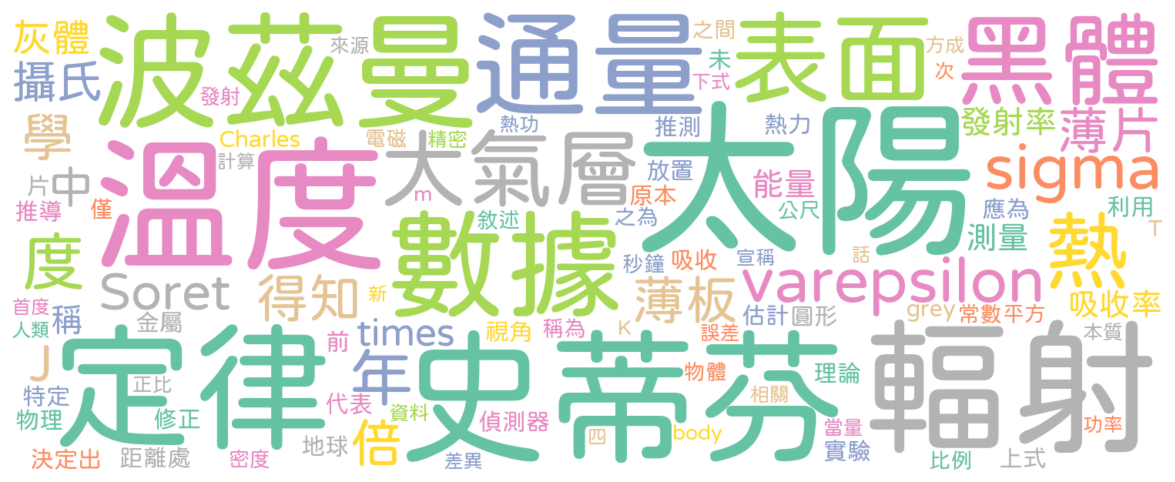 灰體
波茲曼
來源
通量
之間
未
下式
表面
方成
次
黑體
攝氏
發射
學
Charles
計算
電磁
精密
熱功
推測
熱力
發射率
薄片
片
中
溫度
大氣層
m
放置
原本
之為
能量
公尺
太陽
sigma
應為
利用
T
推導
僅
度
數據
敘述
秒鐘
吸收
宣稱
話
測量
熱
首度
人類
稱
Soret
金屬
得知
新
薄板
varepsilon
吸收率
J
前
times
視角
稱為
K
誤差
估計
圓形
grey
常數平方
本質
特定
正比
定律
年
史蒂芬
物體
理論
輻射
物理
修正
代表
資料
偵測器
相關
當量
功率
決定出
距離處
密度
地球
倍
差異
四
body
實驗
比例
上式